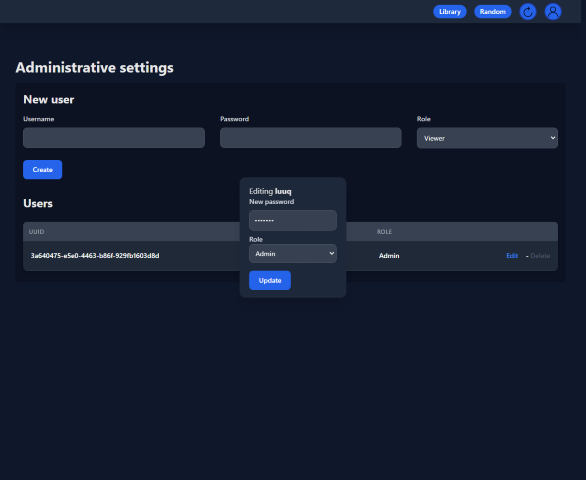 Library Random
Administrative settings
New user
Username Password Role
Viewer
Create
Editing luuq
New password
•••••••
Role
Admin
Update
Users
UUID ROLE
3a640475-e5e0-4463-b86f-929fb1603d8d Admin Edit - Delete